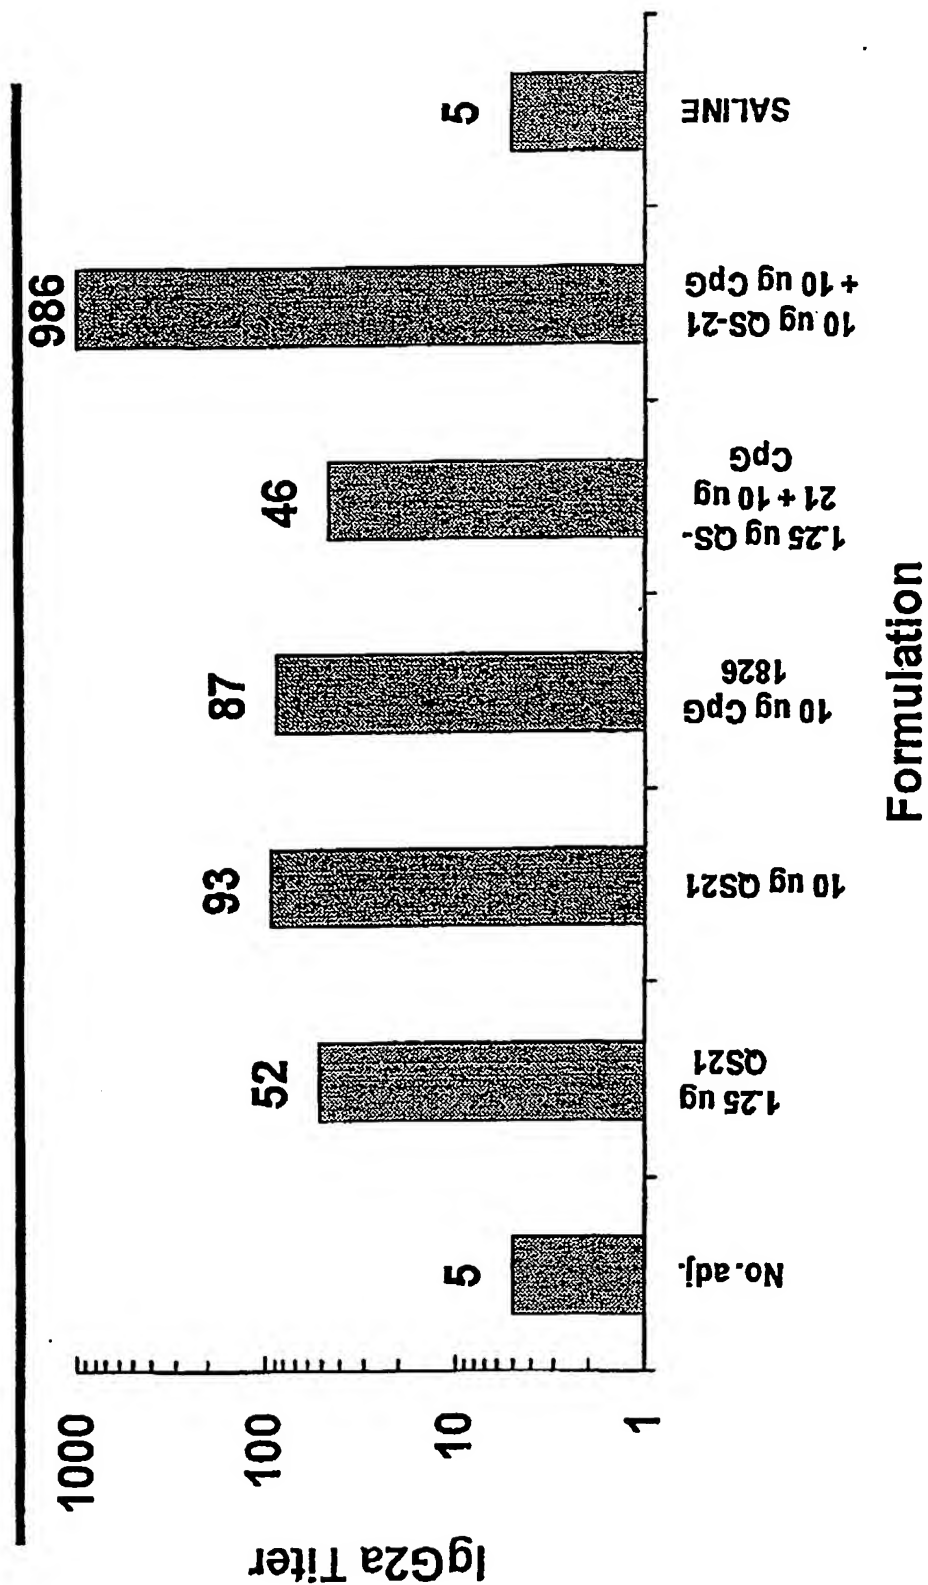 IgG2a Titer
1000
100
10
1
5
52
93
87
46
986
5
No. adj.
1.25 ug
QS21
10 ug QS21
10 ug CpG
1826
1.25 ug QS-
21 + 10 ug
CpG
10 ug QS-21
+ 10 ug CpG
SALINE
Formulation